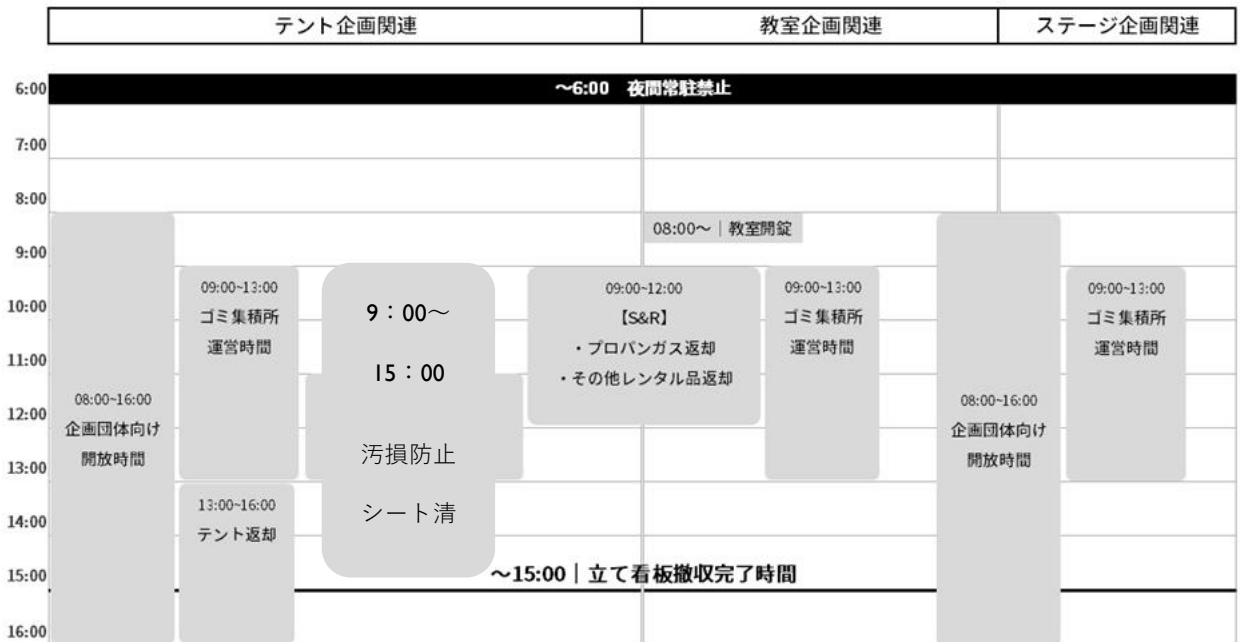 テント企画関連
教室企画関連
ステージ企画関連
6:00
～6:00　夜間常駐禁止
7:00
8:00
08:00～｜教室開錠
9:00
10:00
11:00
12:00
13:00
14:00
15:00
16:00
08:00~16:00
企画団体向け
開放時間
09:00~13:00
ゴミ集積所
運営時間
13:00~16:00
テント返却
9：00～
15：00
汚損防止
シート清
09:00~12:00
【S&R】
・プロパンガス返却
・その他レンタル品返却
09:00~13:00
ゴミ集積所
運営時間
08:00~16:00
企画団体向け
開放時間
09:00~13:00
ゴミ集積所
運営時間
～15:00｜立て看板撤収完了時間